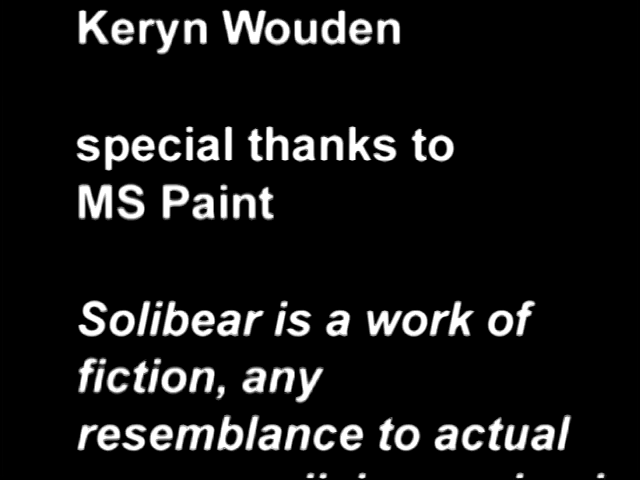 Keryn Wouden
special thanks to
MS Paint
Solibear is a work of
fiction, any
resemblance to actual